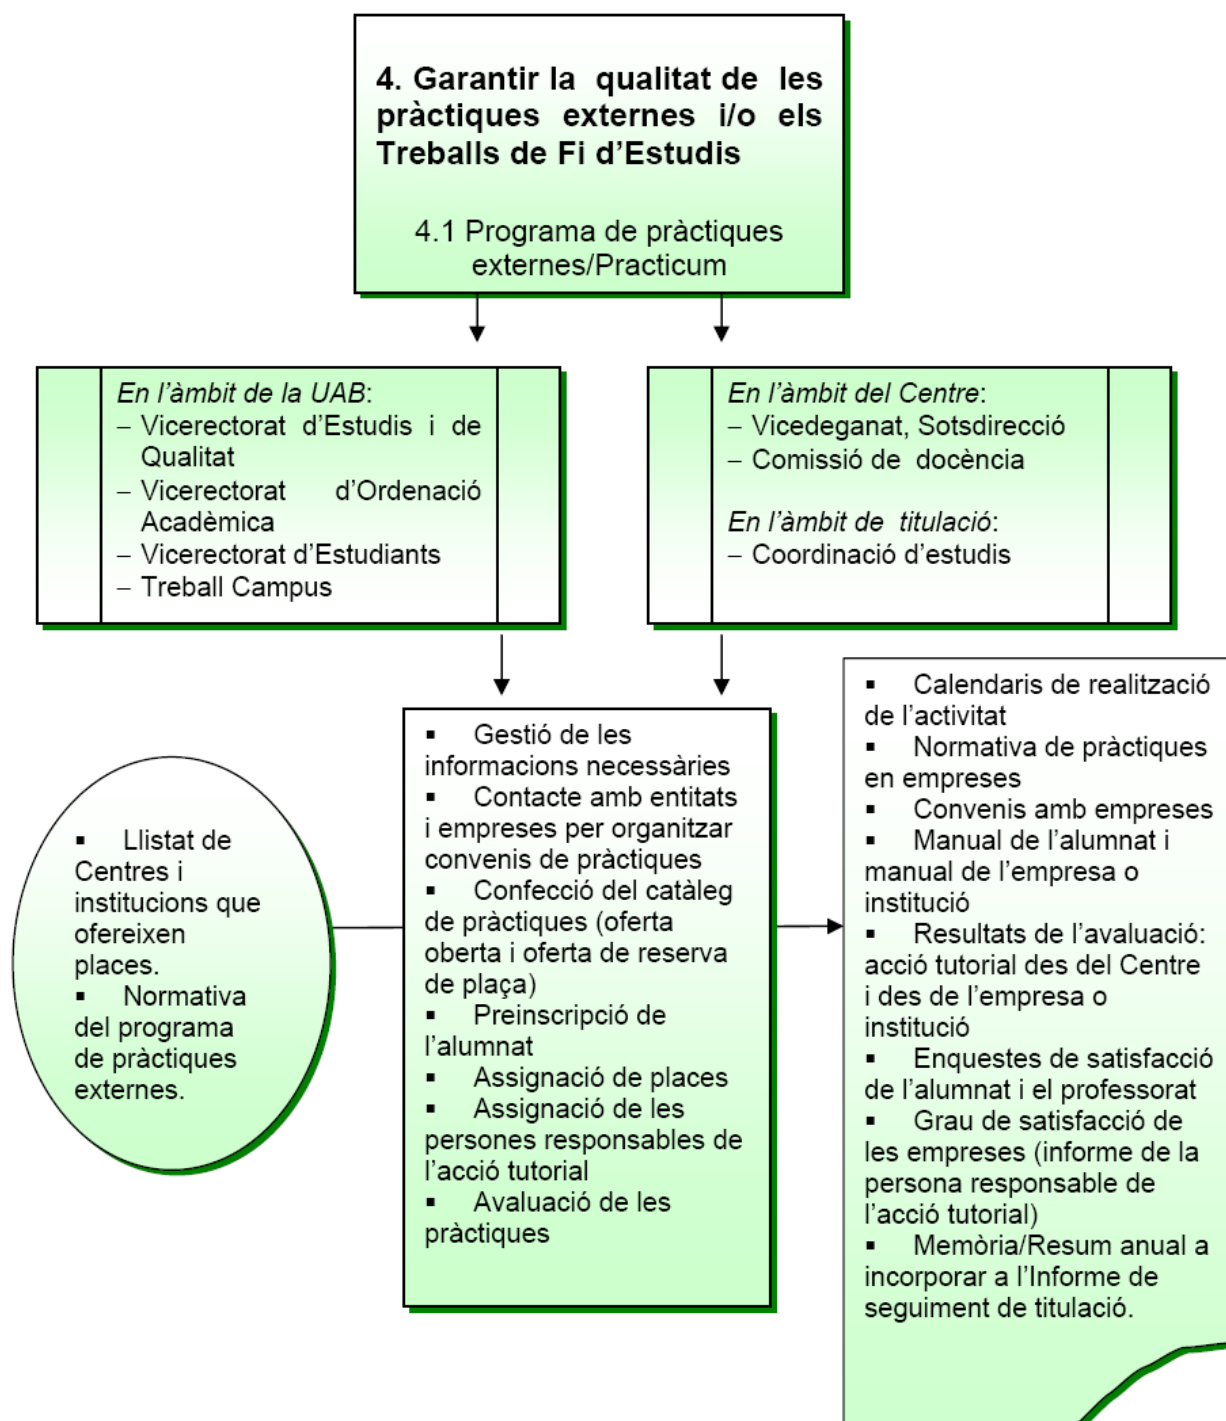 4. Garantir la qualitat de les
pràctiques externes i/o els
Treballs de Fi d'Estudis
4.1 Programa de pràctiques
externes/Practicum
En l'àmbit de la UAB:
– Vicerectorat d'Estudis i de
Qualitat
– Vicerectorat d'Ordenació
Acadèmica
– Vicerectorat d'Estudiants
– Treball Campus
En l'àmbit del Centre:
– Vicedeganat, Sotsdirecció
– Comissió de docència
En l'àmbit de titulació:
– Coordinació d'estudis
▪ Llistat de
Centres i
institucions que
ofereixen
places.
▪ Normativa
del programa
de pràctiques
externes.
▪ Gestió de les
informacions necessàries
▪ Contacte amb entitats
i empreses per organitzar
convenis de pràctiques
▪ Confecció del catàleg
de pràctiques (oferta
oberta i oferta de reserva
de plaça)
▪ Preinscripció de
l'alumnat
▪ Assignació de places
▪ Assignació de les
persones responsables de
l'acció tutorial
▪ Avaluació de les
pràctiques
▪ Calendaris de realització
de l'activitat
▪ Normativa de pràctiques
en empreses
▪ Convenis amb empreses
▪ Manual de l'alumnat i
manual de l'empresa o
institució
▪ Resultats de l'avaluació:
acció tutorial des del Centre
i des de l'empresa o
institució
▪ Enquestes de satisfacció
de l'alumnat i el professorat
▪ Grau de satisfacció de
les empreses (informe de la
persona responsable de
l'acció tutorial)
▪ Memòria/Resum anual a
incorporar a l'Informe de
seguiment de titulació.